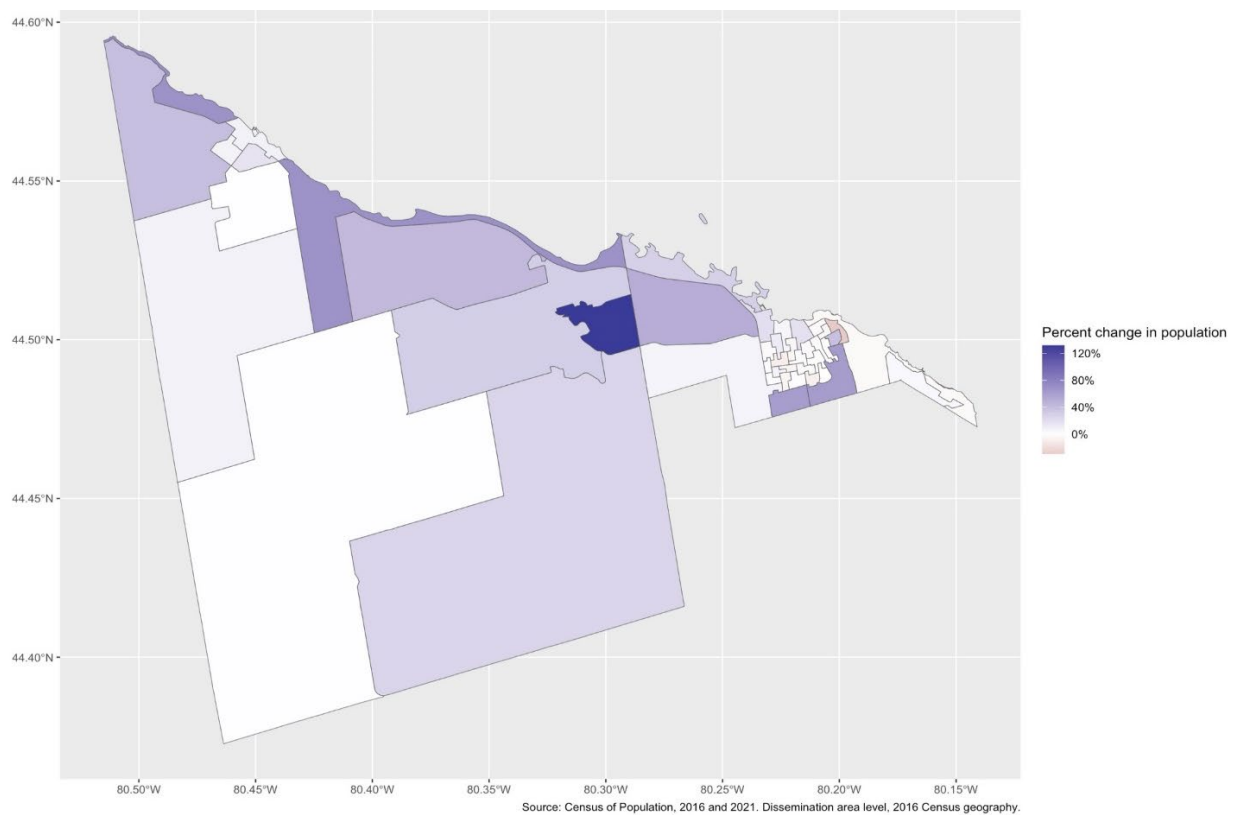 44.60°N
44.55°N
44.50°N
44.45°N
44.40°N
80.50°W 80.45°W 80.40°W 80.35°W 80.30°W 80.25°W 80.20°W 80.15°W
Percent change in population
120%
80%
40%
0%
Source: Census of Population, 2016 and 2021. Dissemination area level, 2016 Census geography.